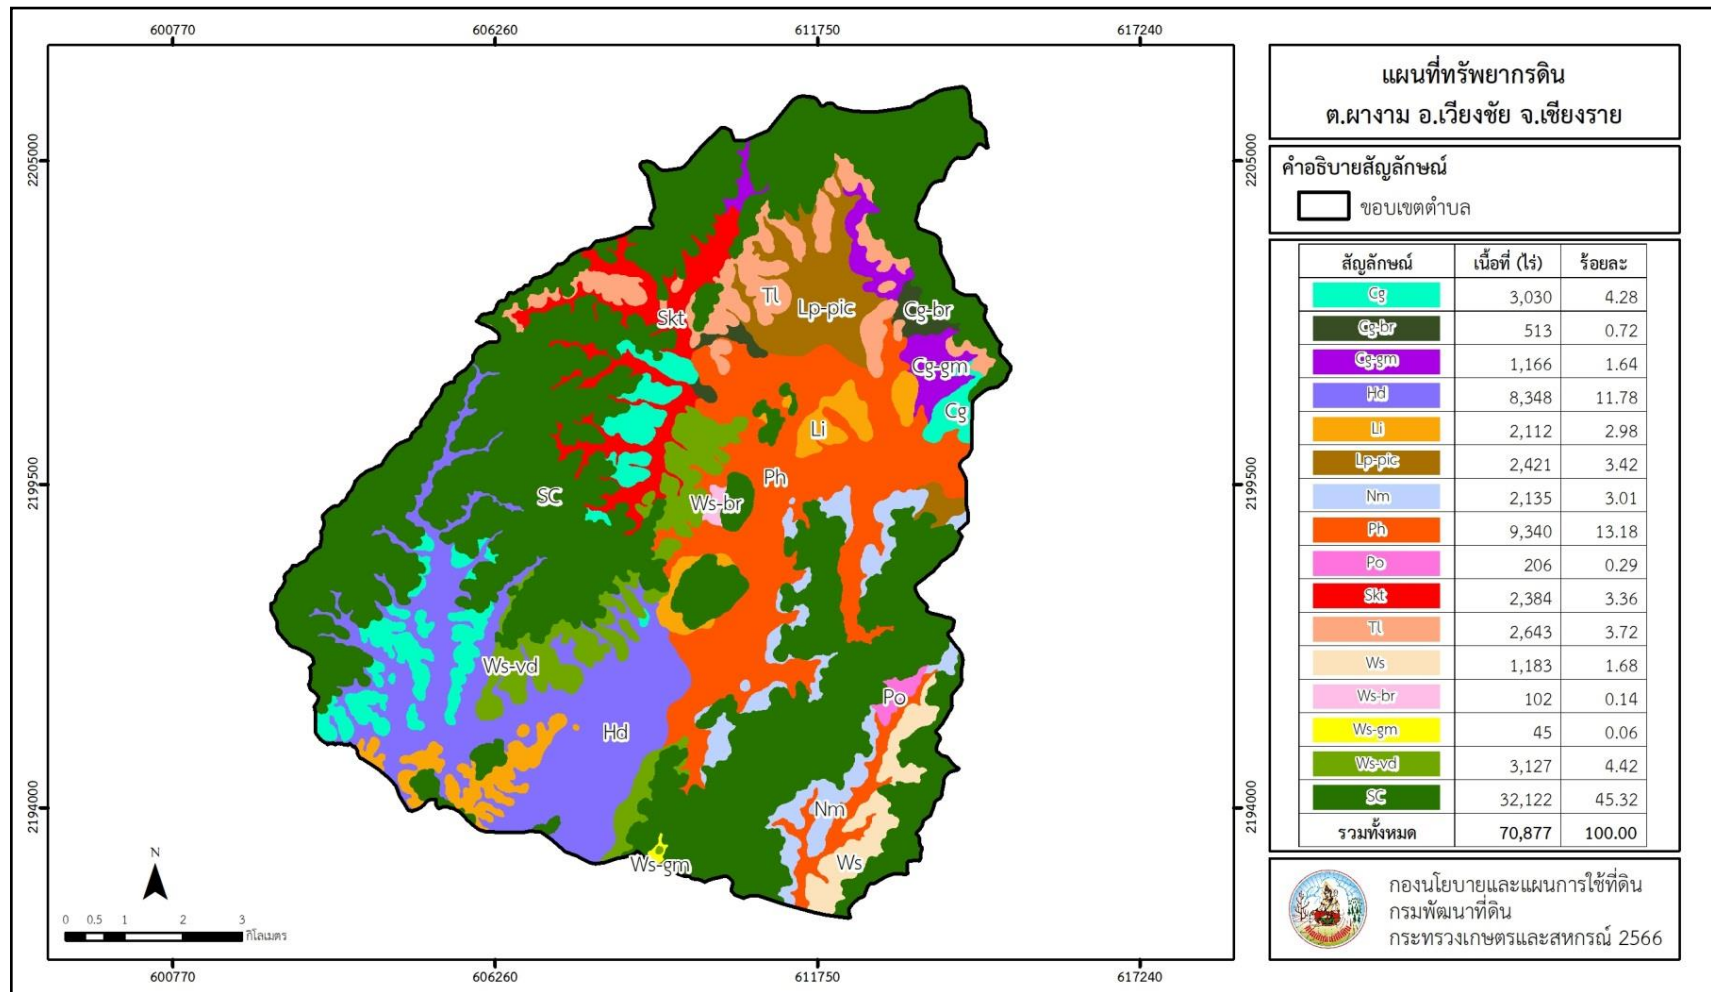 600770 606260 611750 617240
2205000 2205000
2199500 2199500
2194000 2194000
Tl
Lp-pic
Cg-br
Skt
Cg-gm
Cg
Li
Ph
SC
Ws-br
Ws-vd
Po
Hd
Nm
Ws
Ws-gm
N
0 0.5 1 2 3
กิโลเมตร
600770 606260 611750 617240
แผนที่ทรัพยากรดิน
ต.ผางาม อ.เวียงชัย จ.เชียงราย
คำอธิบายสัญลักษณ์
ขอบเขตตำบล
สัญลักษณ์ เนื้อที่ (ไร่) ร้อยละ
Cg 3,030 4.28
Cg-br 513 0.72
Cg-gm 1,166 1.64
Hd 8,348 11.78
Li 2,112 2.98
Lp-pic 2,421 3.42
Nm 2,135 3.01
Ph 9,340 13.18
Po 206 0.29
Skt 2,384 3.36
Tl 2,643 3.72
Ws 1,183 1.68
Ws-br 102 0.14
Ws-gm 45 0.06
Ws-vd 3,127 4.42
SC 32,122 45.32
รวมทั้งหมด 70,877 100.00
กองนโยบายและแผนการใช้ที่ดิน
กรมพัฒนาที่ดิน
กระทรวงเกษตรและสหกรณ์ 2566